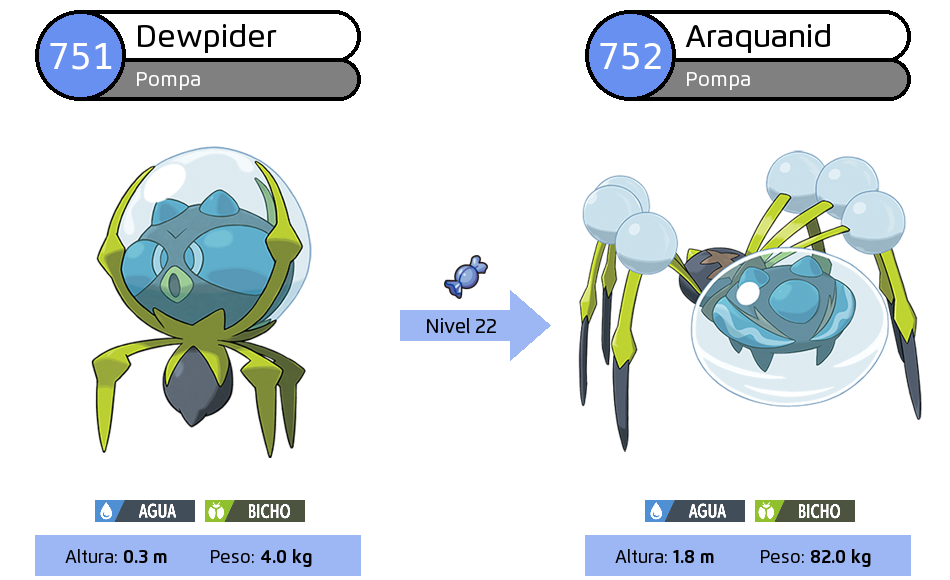 751 Dewpider
Pompa
752 Araquanid
Pompa
Nivel 22
AGUA BICHO
Altura: 0.3 m Peso: 4.0 kg
AGUA BICHO
Altura: 1.8 m Peso: 82.0 kg